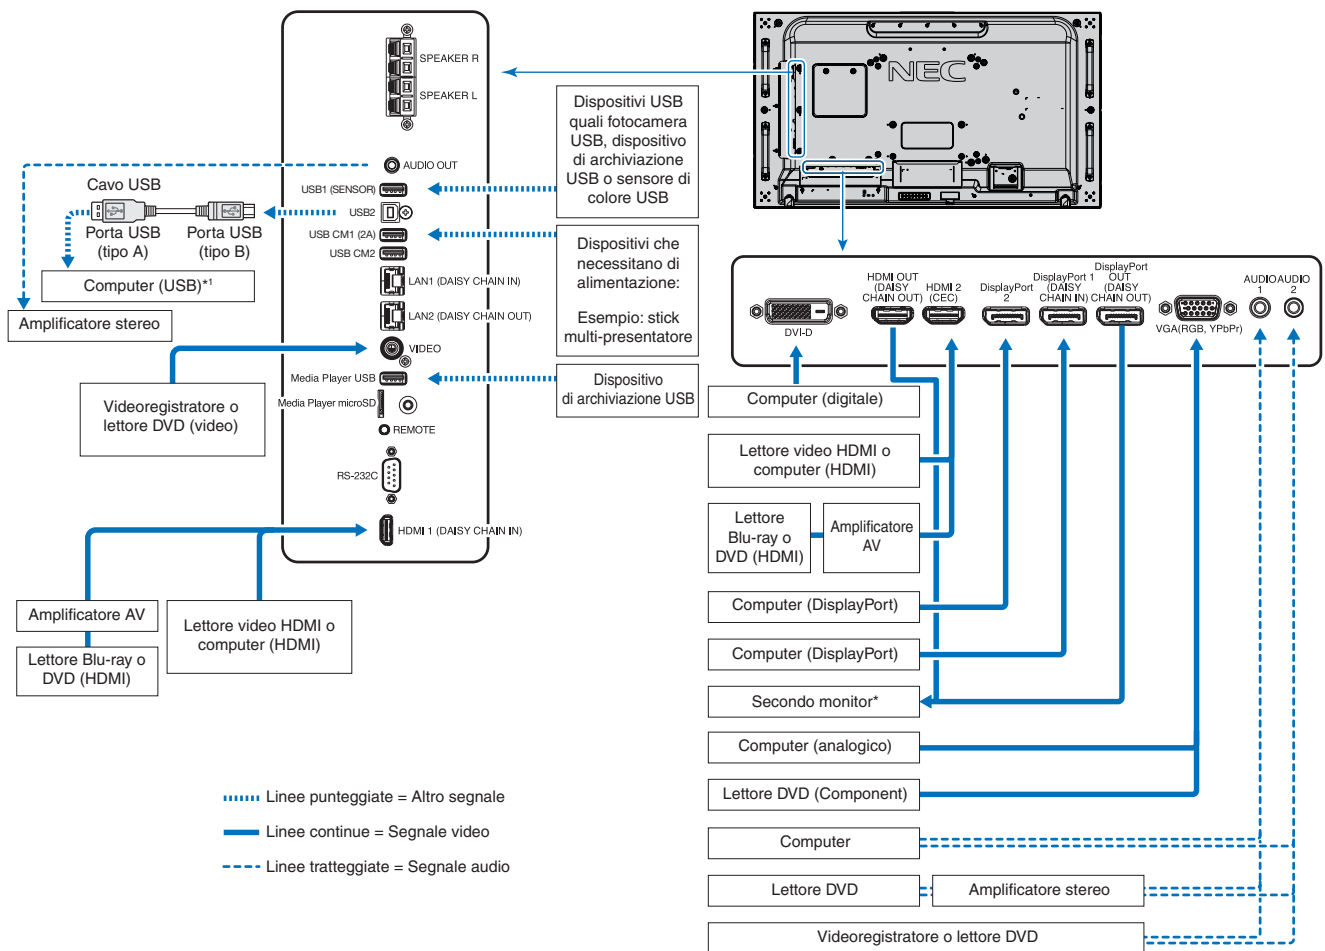 SPEAKER R
SPEAKER L
AUDIO OUT
USB1 (SENSOR)
USB2
USB CM1 (2A)
USB CM2
LAN1 (DAISY CHAIN IN)
LAN2 (DAISY CHAIN OUT)
VIDEO
Media Player USB
Media Player microSD
REMOTE
RS-232C
HDMI 1 (DAISY CHAIN IN)
Cavo USB
Porta USB
(tipo A)
Porta USB
(tipo B)
Computer (USB)*1
Amplificatore stereo
Videoregistratore o
lettore DVD (video)
Amplificatore AV
Lettore Blu-ray o
DVD (HDMI)
Lettore video HDMI o
computer (HDMI)
Dispositivi USB
quali fotocamera
USB, dispositivo
di archiviazione
USB o sensore di
colore USB
Dispositivi che
necessitano di
alimentazione:
Esempio: stick
multi-presentatore
Dispositivo
di archiviazione USB
NEC
DVI-D
HDMI OUT
(DAISY
CHAIN OUT)
HDMI 2
(CEC)
DisplayPort
2
DisplayPort 1
(DAISY
CHAIN IN)
DisplayPort
OUT
(DAISY
CHAIN OUT)
VGA(RGB, YPbPr)
AUDIO
1
AUDIO
2
Computer (digitale)
Lettore video HDMI o
computer (HDMI)
Lettore
Blu-ray o
DVD (HDMI)
Amplificatore
AV
Computer (DisplayPort)
Computer (DisplayPort)
Secondo monitor*
Computer (analogico)
Lettore DVD (Component)
Computer
Lettore DVD
Amplificatore stereo
Videoregistratore o lettore DVD
Linee punteggiate = Altro segnale
Linee continue = Segnale video
Linee tratteggiate = Segnale audio